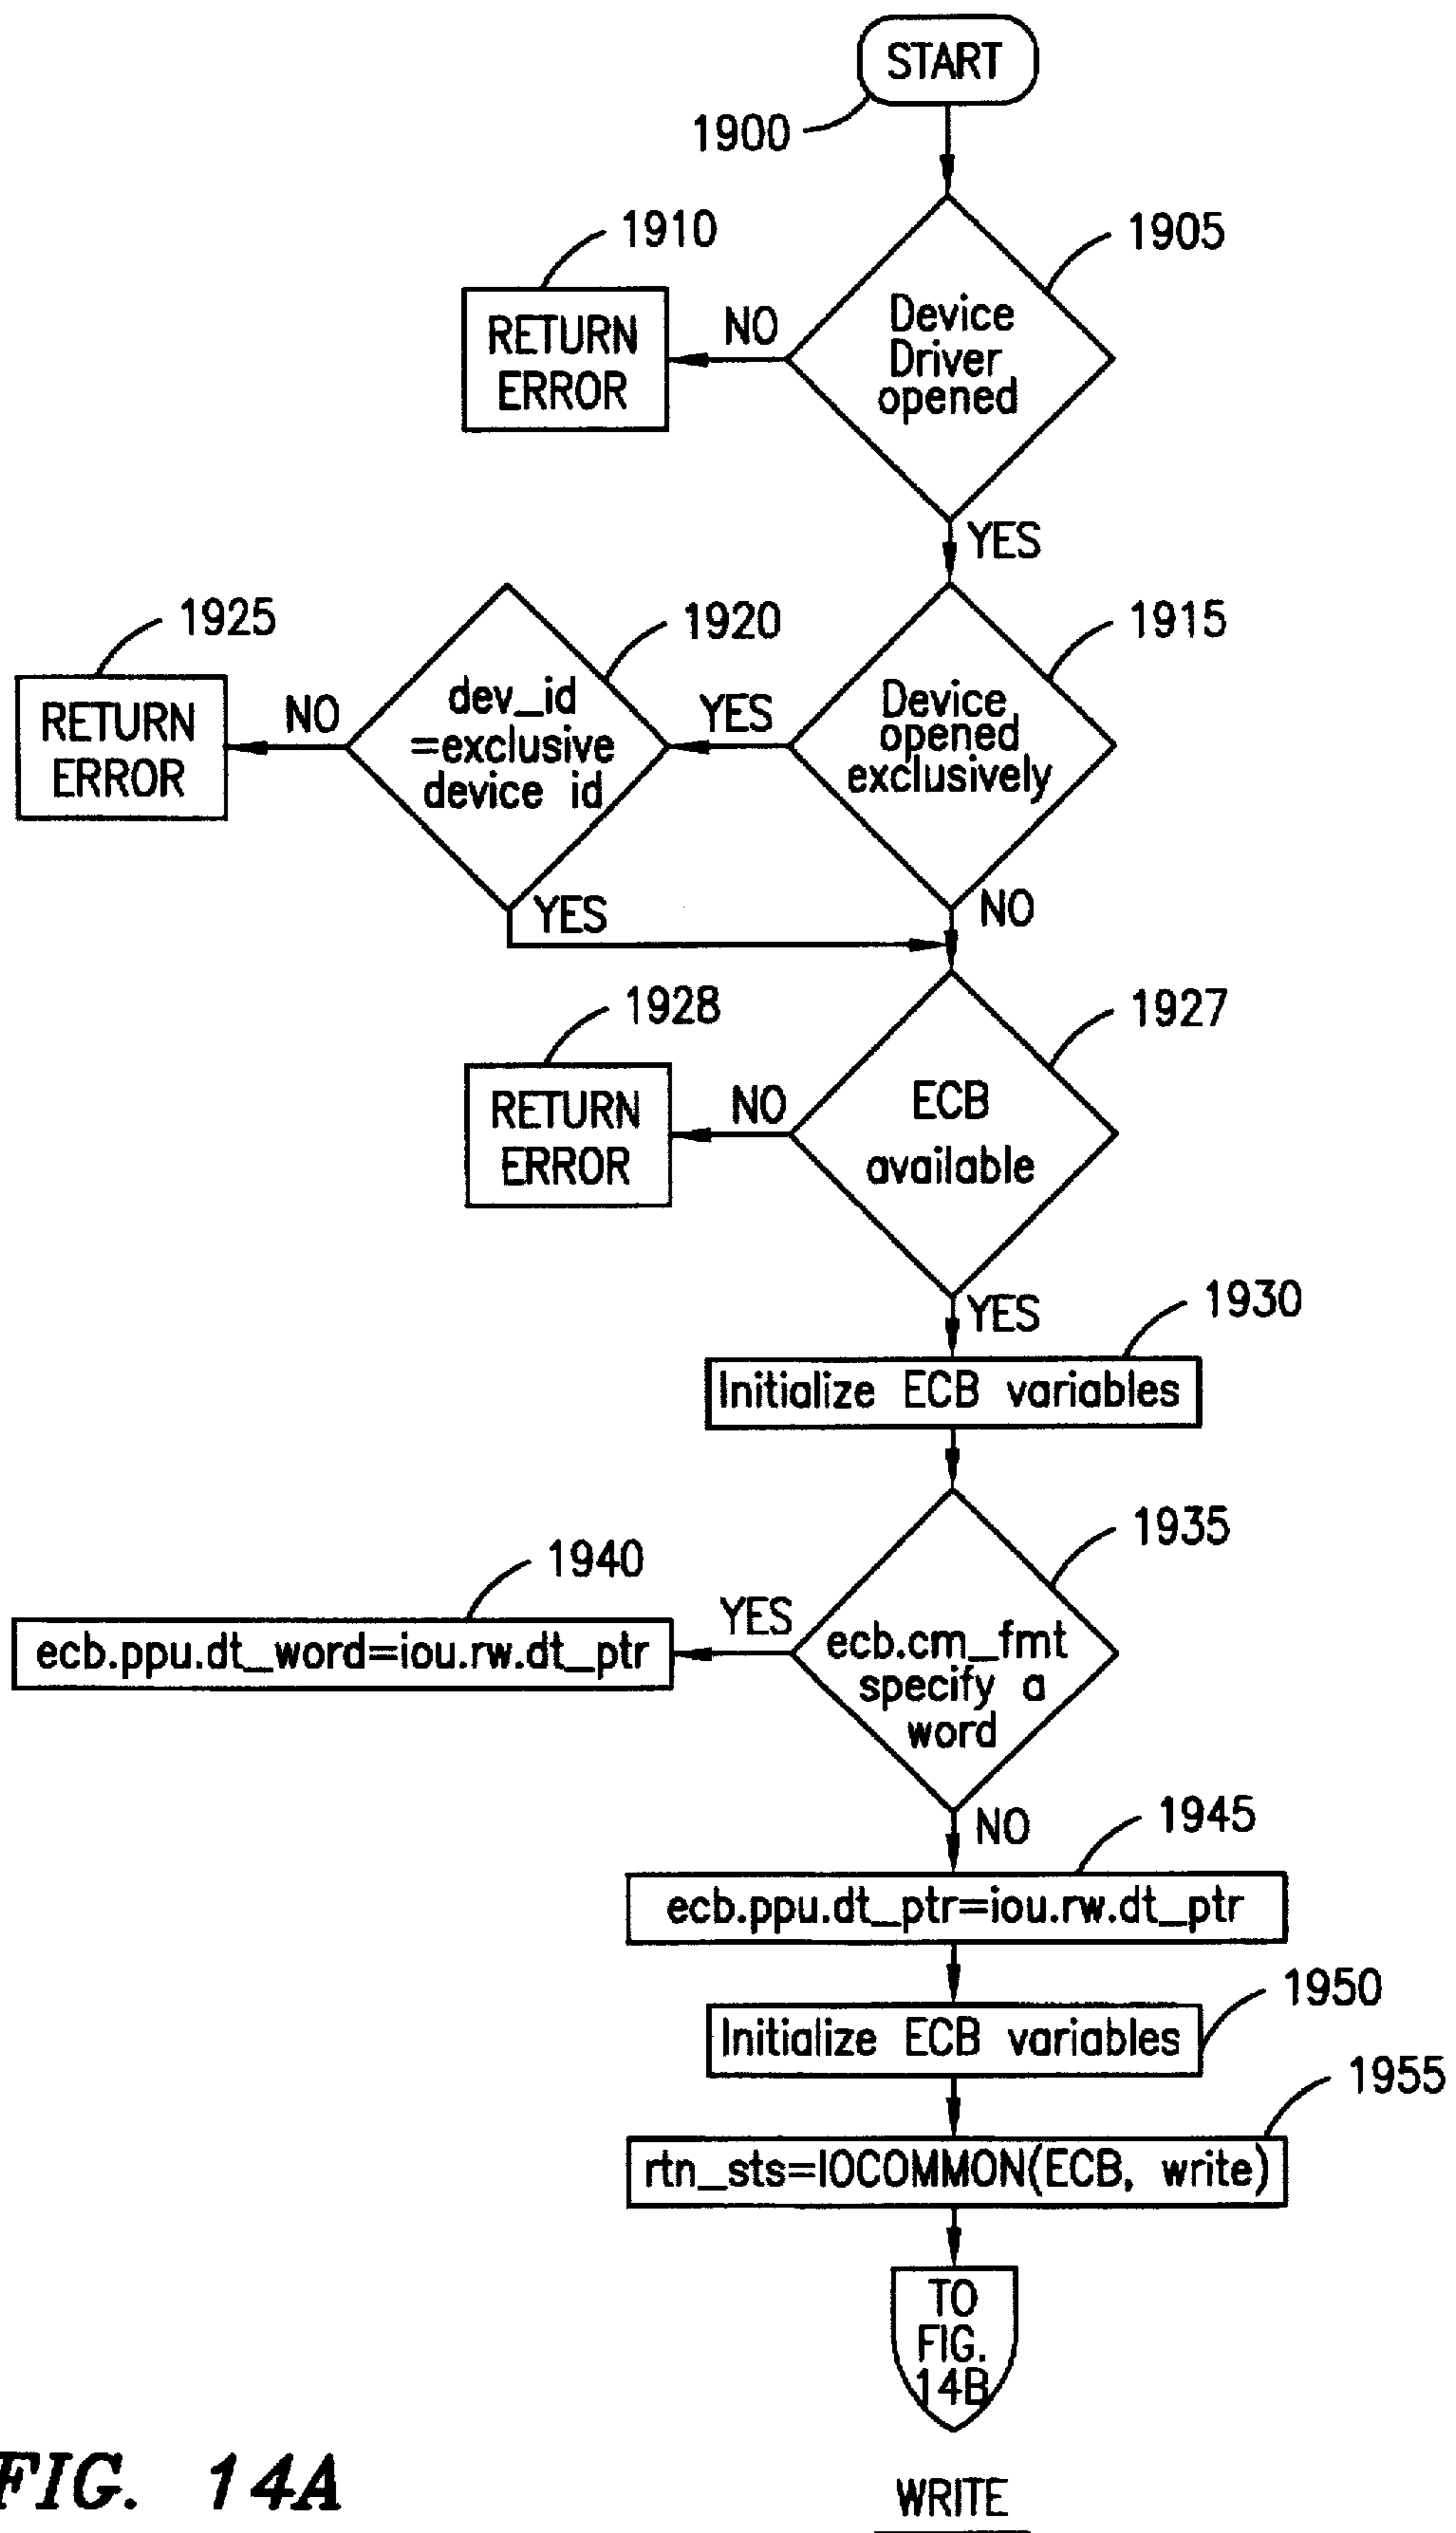 START
1900
1910
1905
RETURN
ERROR
NO
Device
Driver
opened
YES
1925
1920
1915
RETURN
ERROR
NO
dev_id
=exclusive
device id
YES
Device
opened
exclusively
YES
NO
1928
1927
RETURN
ERROR
NO
ECB
available
YES
1930
Initialize ECB variables
1940
1935
ecb.ppu.dt_word=iou.rw.dt_ptr
YES
ecb.cm_fmt
specify a
word
NO
1945
ecb.ppu.dt_ptr=iou.rw.dt_ptr
1950
Initialize ECB variables
1955
rtn_sts=IOCOMMON(ECB, write)
TO
FIG.
14B
FIG. 14A
WRITE